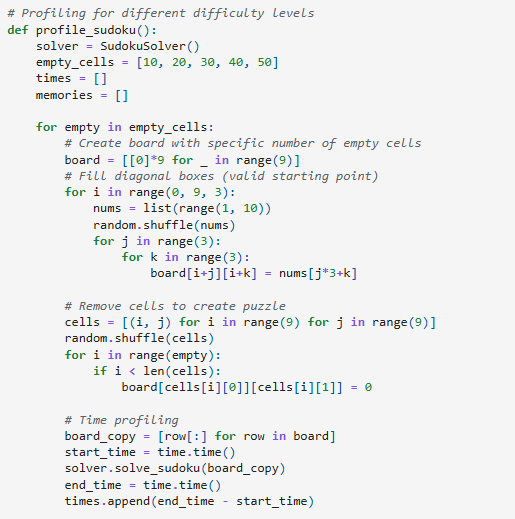 # Profiling for different difficulty levels
def profile_sudoku():
    solver = SudokuSolver()
    empty_cells = [10, 20, 30, 40, 50]
    times = []
    memories = []

    for empty in empty_cells:
        # Create board with specific number of empty cells
        board = [[0]*9 for _ in range(9)]
        # Fill diagonal boxes (valid starting point)
        for i in range(0, 9, 3):
            nums = list(range(1, 10))
            random.shuffle(nums)
            for j in range(3):
                for k in range(3):
                    board[i+j][i+k] = nums[j*3+k]

        # Remove cells to create puzzle
        cells = [(i, j) for i in range(9) for j in range(9)]
        random.shuffle(cells)
        for i in range(empty):
            if i < len(cells):
                board[cells[i][0]][cells[i][1]] = 0

        # Time profiling
        board_copy = [row[:] for row in board]
        start_time = time.time()
        solver.solve_sudoku(board_copy)
        end_time = time.time()
        times.append(end_time - start_time)